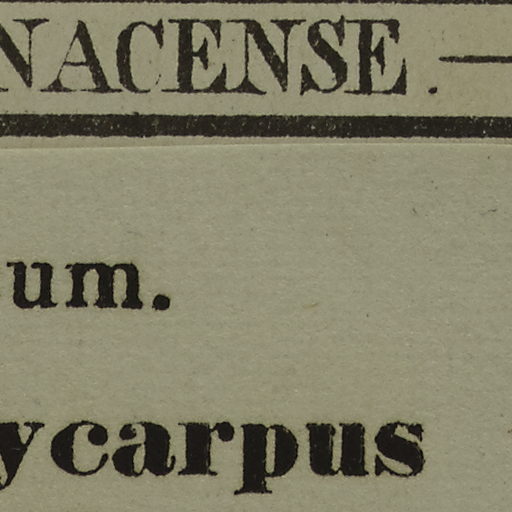 NACENSE. —
um.
ycarpus